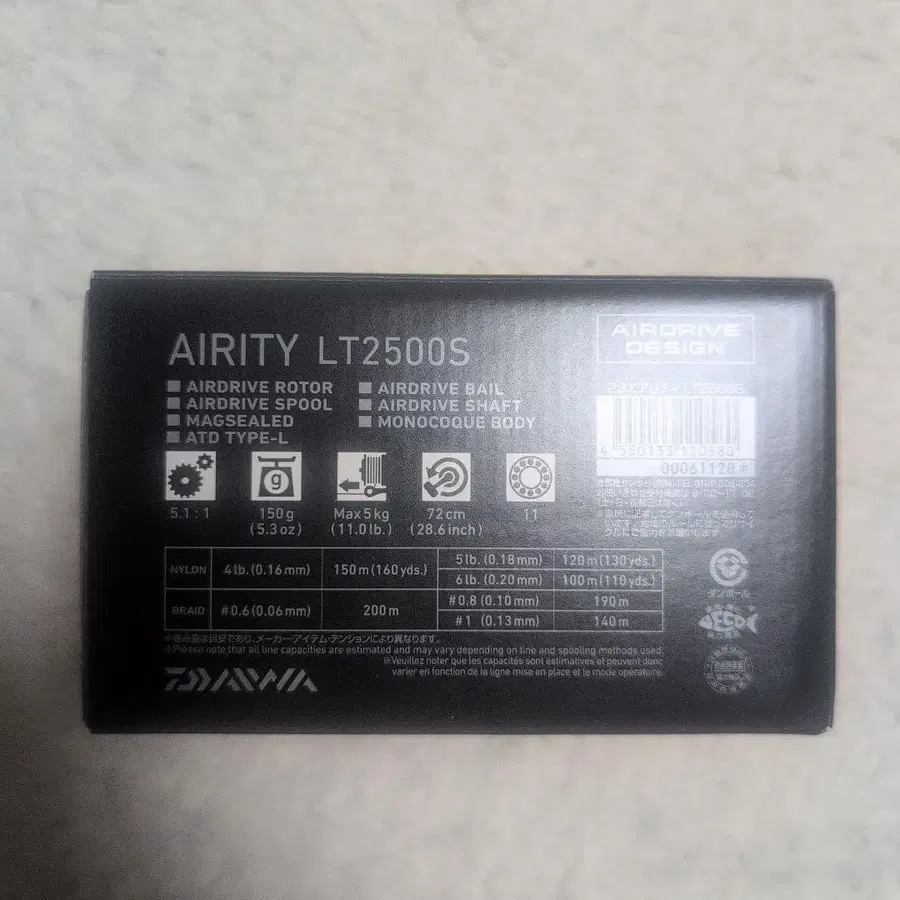 AIRITY LT2500S
AIRDRIVE ROTOR
AIRDRIVE SPOOL
MAGSEALED
ATD TYPE-L
AIRDRIVE BAIL
AIRDRIVE SHAFT
MONOCOQUE BODY
AIRDRIVE
DESIGN
23エアリティ LT2500S
4 550133 110580
00061128*
g
5.1 : 1
150g
(5.3oz)
Max5kg
(11.0lb.)
72cm
(28.6inch)
11
NYLON 4lb.(0.16mm) 150m(160yds.) 5lb.(0.18mm) 120m(130yds.)
6lb.(0.20mm) 100m(110yds.)
BRAID #0.6(0.06mm) 200m #0.8(0.10mm) 190m
#1 (0.13mm) 140m
※表示量は目安であり、メーカー・アイテム・テンションにより異なります。
※Please note that all line capacities are estimated and may vary depending on line and spooling methods used.
※Veuillez noter que les capacités sont estimatives et peuvent donc
varier en fonction de la ligne mise en place et le mode operatoire.
DAIWA
ダンボール
ECO